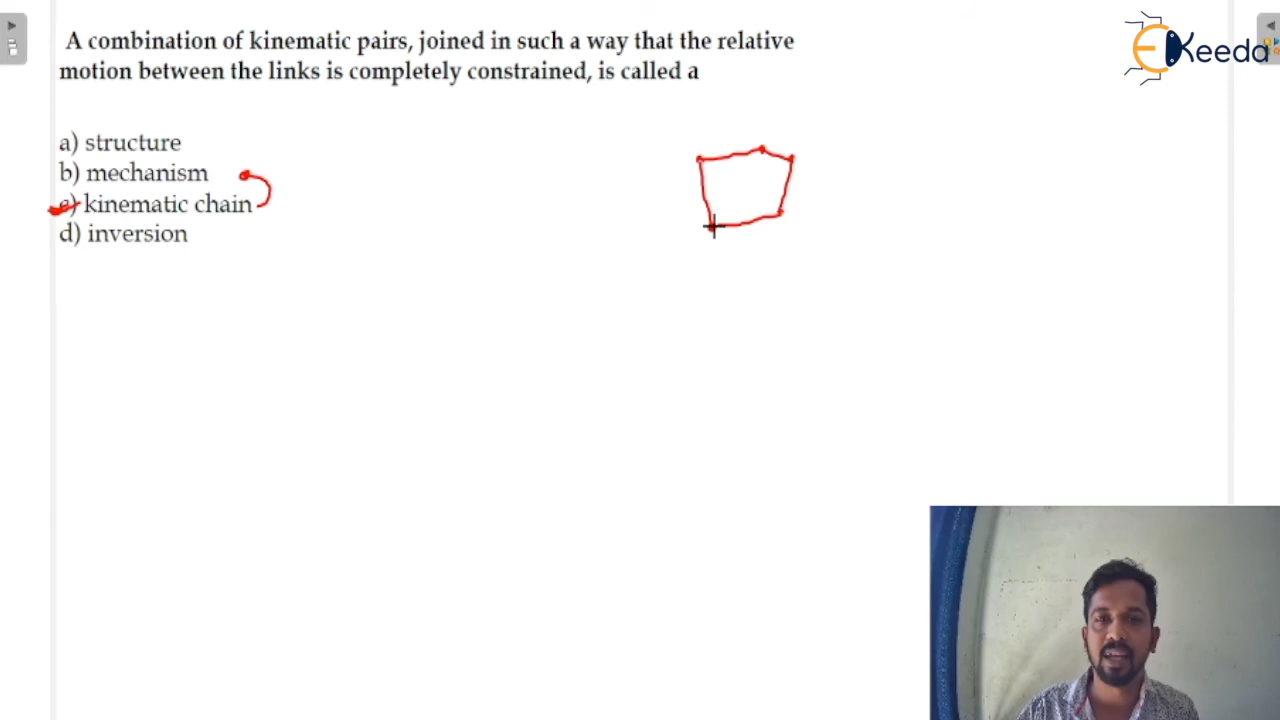 A combination of kinematic pairs, joined in such a way that the relative
motion between the links is completely constrained, is called a
a) structure
b) mechanism
c) kinematic chain
d) inversion
EKeeda